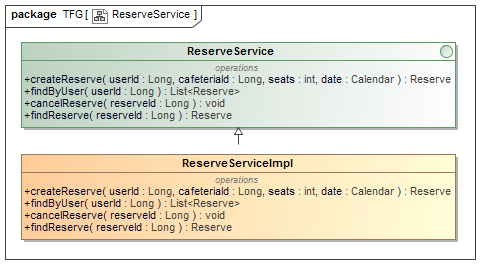 package TFG [ ReserveService ]
ReserveService
operations
+createReserve( userId : Long, cafeteriaId : Long, seats : int, date : Calendar ) : Reserve
+findByUser( userId : Long ) : List<Reserve>
+cancelReserve( reserveId : Long ) : void
+findReserve( reserveId : Long ) : Reserve
ReserveServiceImpl
operations
+createReserve( userId : Long, cafeteriaId : Long, seats : int, date : Calendar ) : Reserve
+findByUser( userId : Long ) : List<Reserve>
+cancelReserve( reserveId : Long ) : void
+findReserve( reserveId : Long ) : Reserve